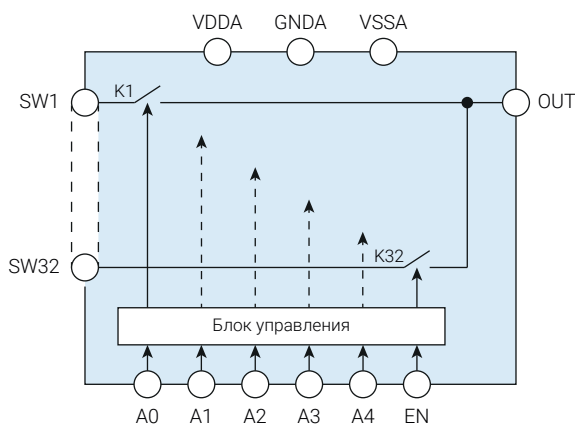 VDDA GNDA VSSA
K1
SW1 OUT
K32
SW32
Блок управления
A0 A1 A2 A3 A4 EN